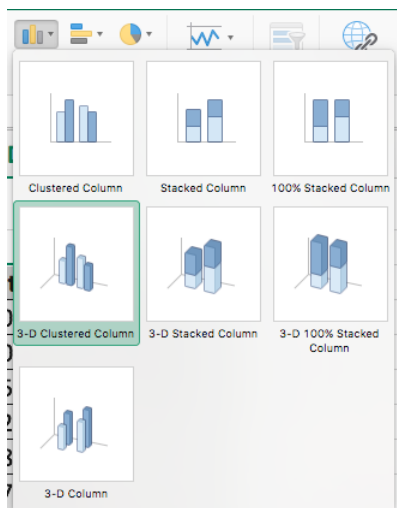 Clustered Column
Stacked Column
100% Stacked Column
3-D Clustered Column
3-D Stacked Column
3-D 100% Stacked
Column
3-D Column